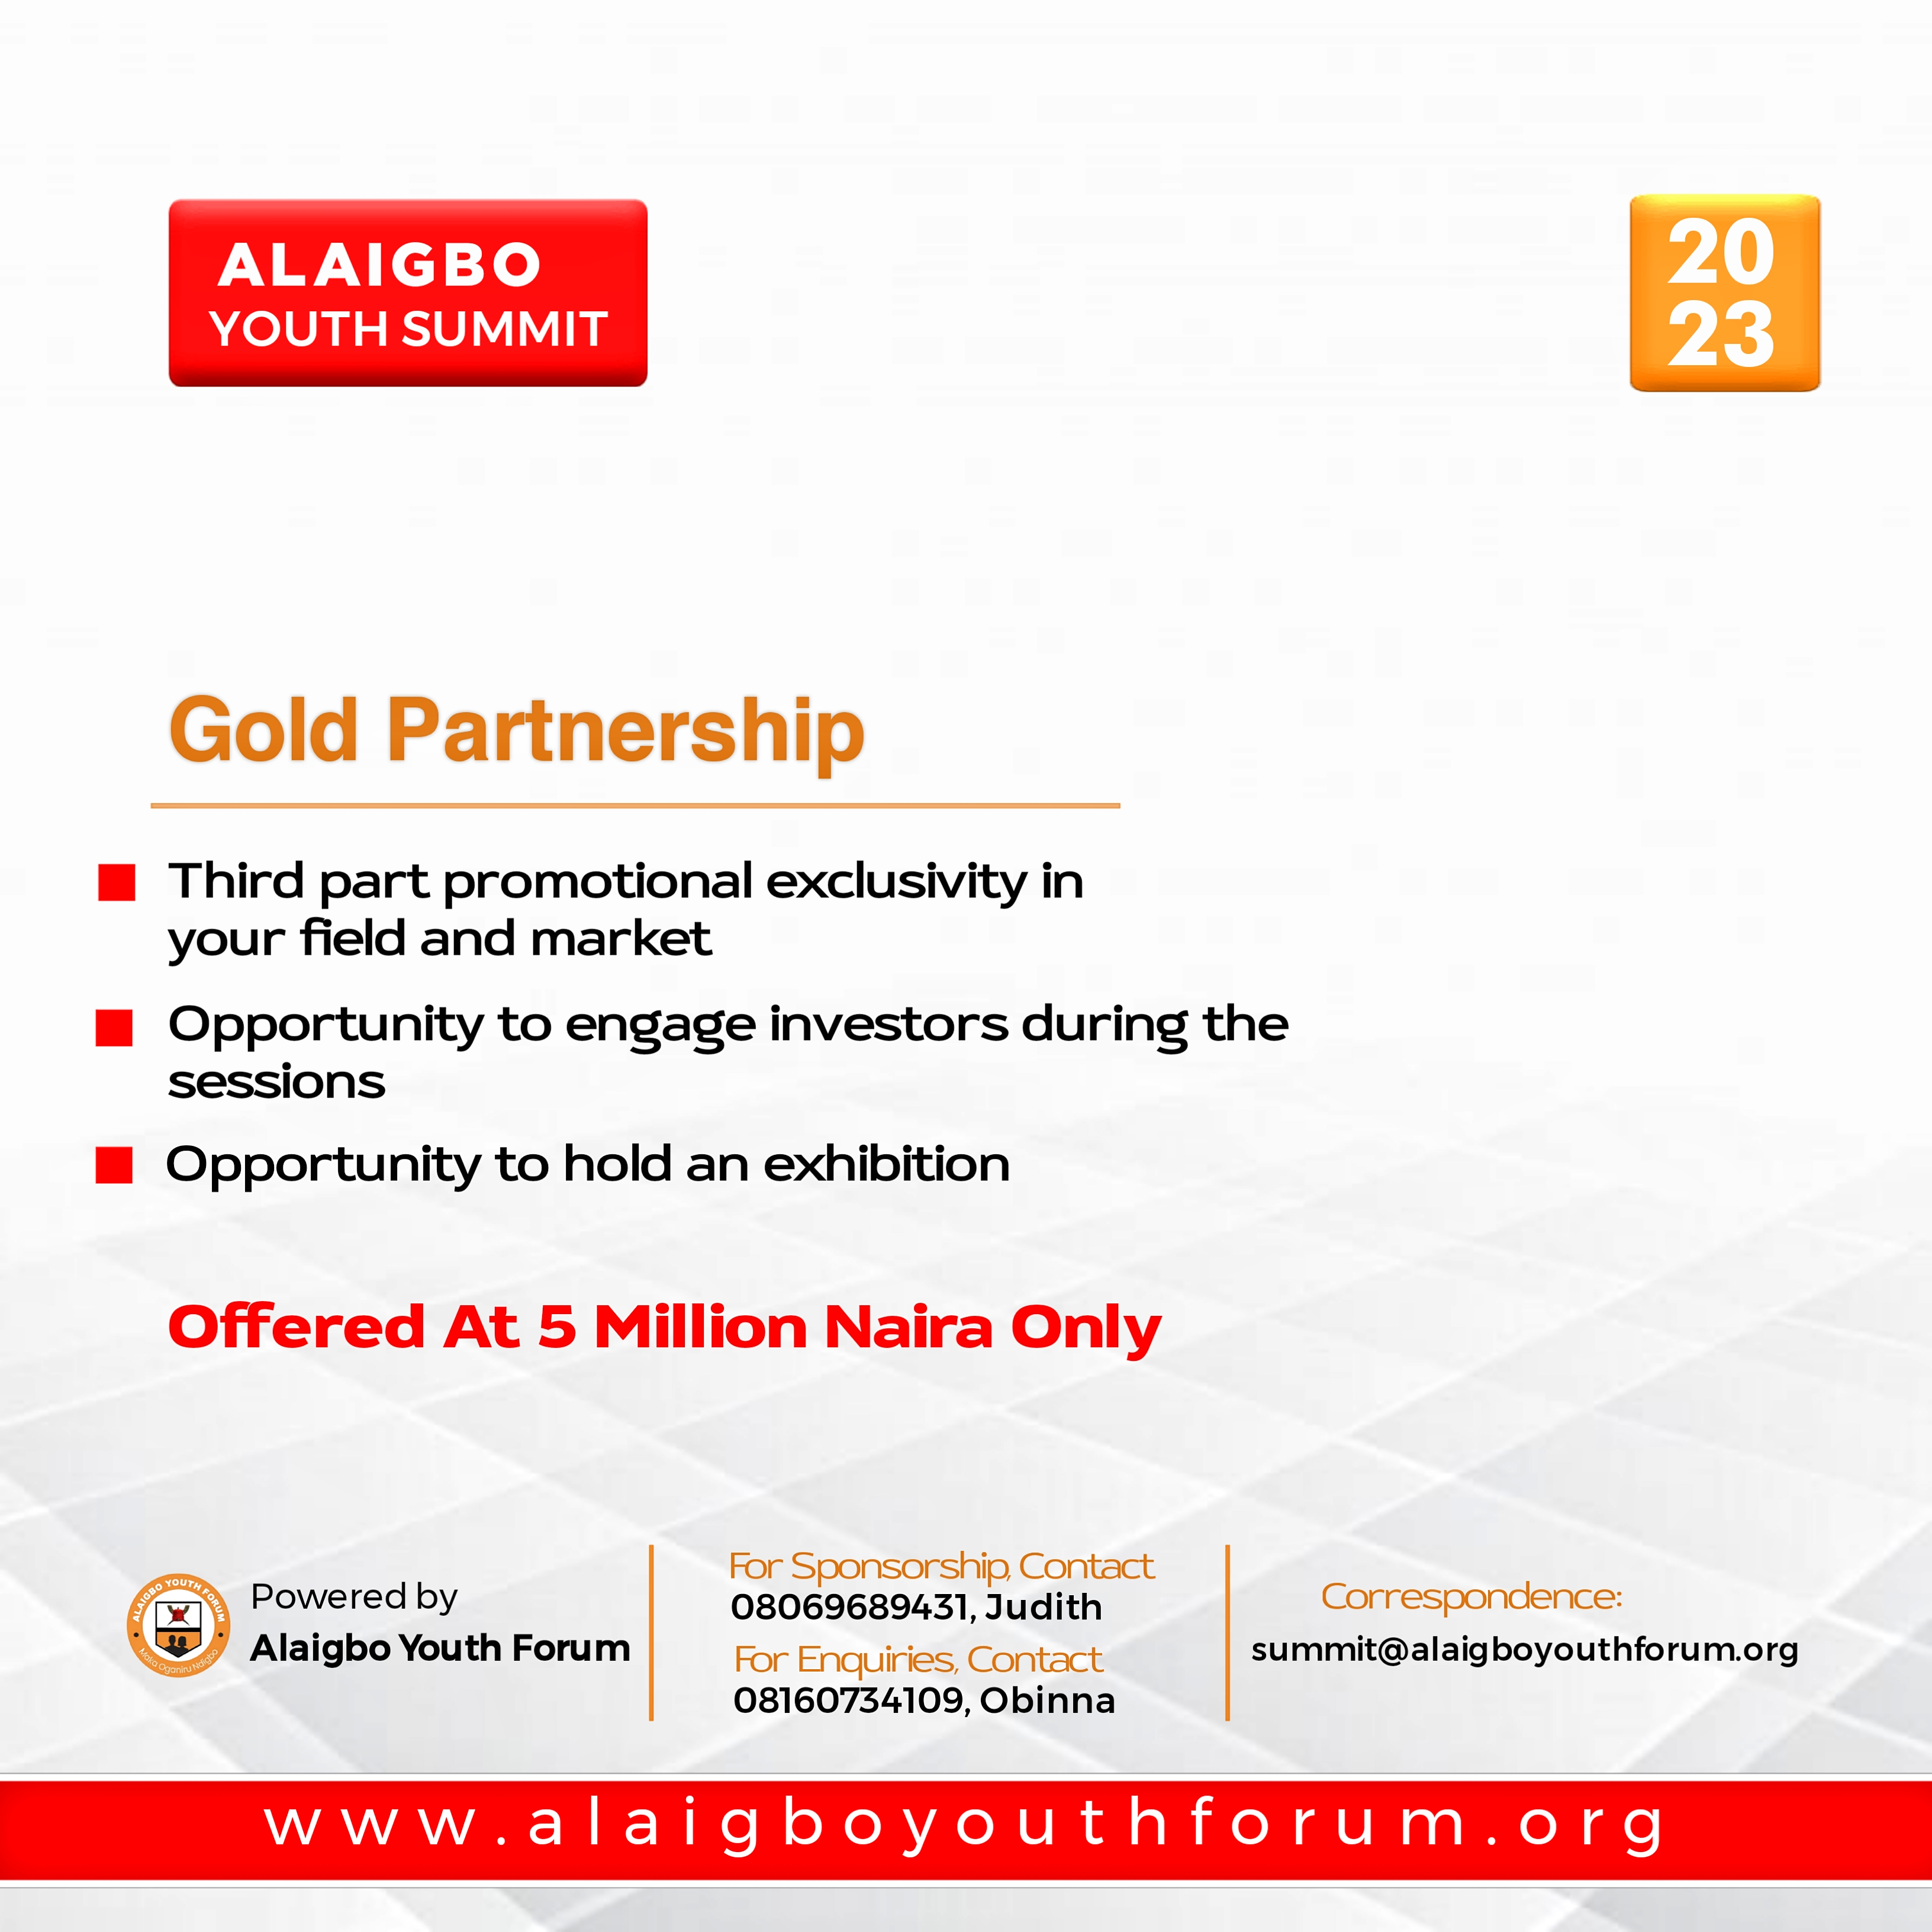 ALAIGBO
YOUTH SUMMIT
20
23
Gold Partnership
Third part promotional exclusivity in
your field and market
Opportunity to engage investors during the
sessions
Opportunity to hold an exhibition
Offered At 5 Million Naira Only
ALAIGBO YOUTH FORUM
Maka Oganiru Ndigbo
Powered by
Alaigbo Youth Forum
For Sponsorship, Contact
08069689431, Judith
For Enquiries, Contact
08160734109, Obinna
Correspondence:
summit@alaigboyouthforum.org
www.alaigboyouthforum.org